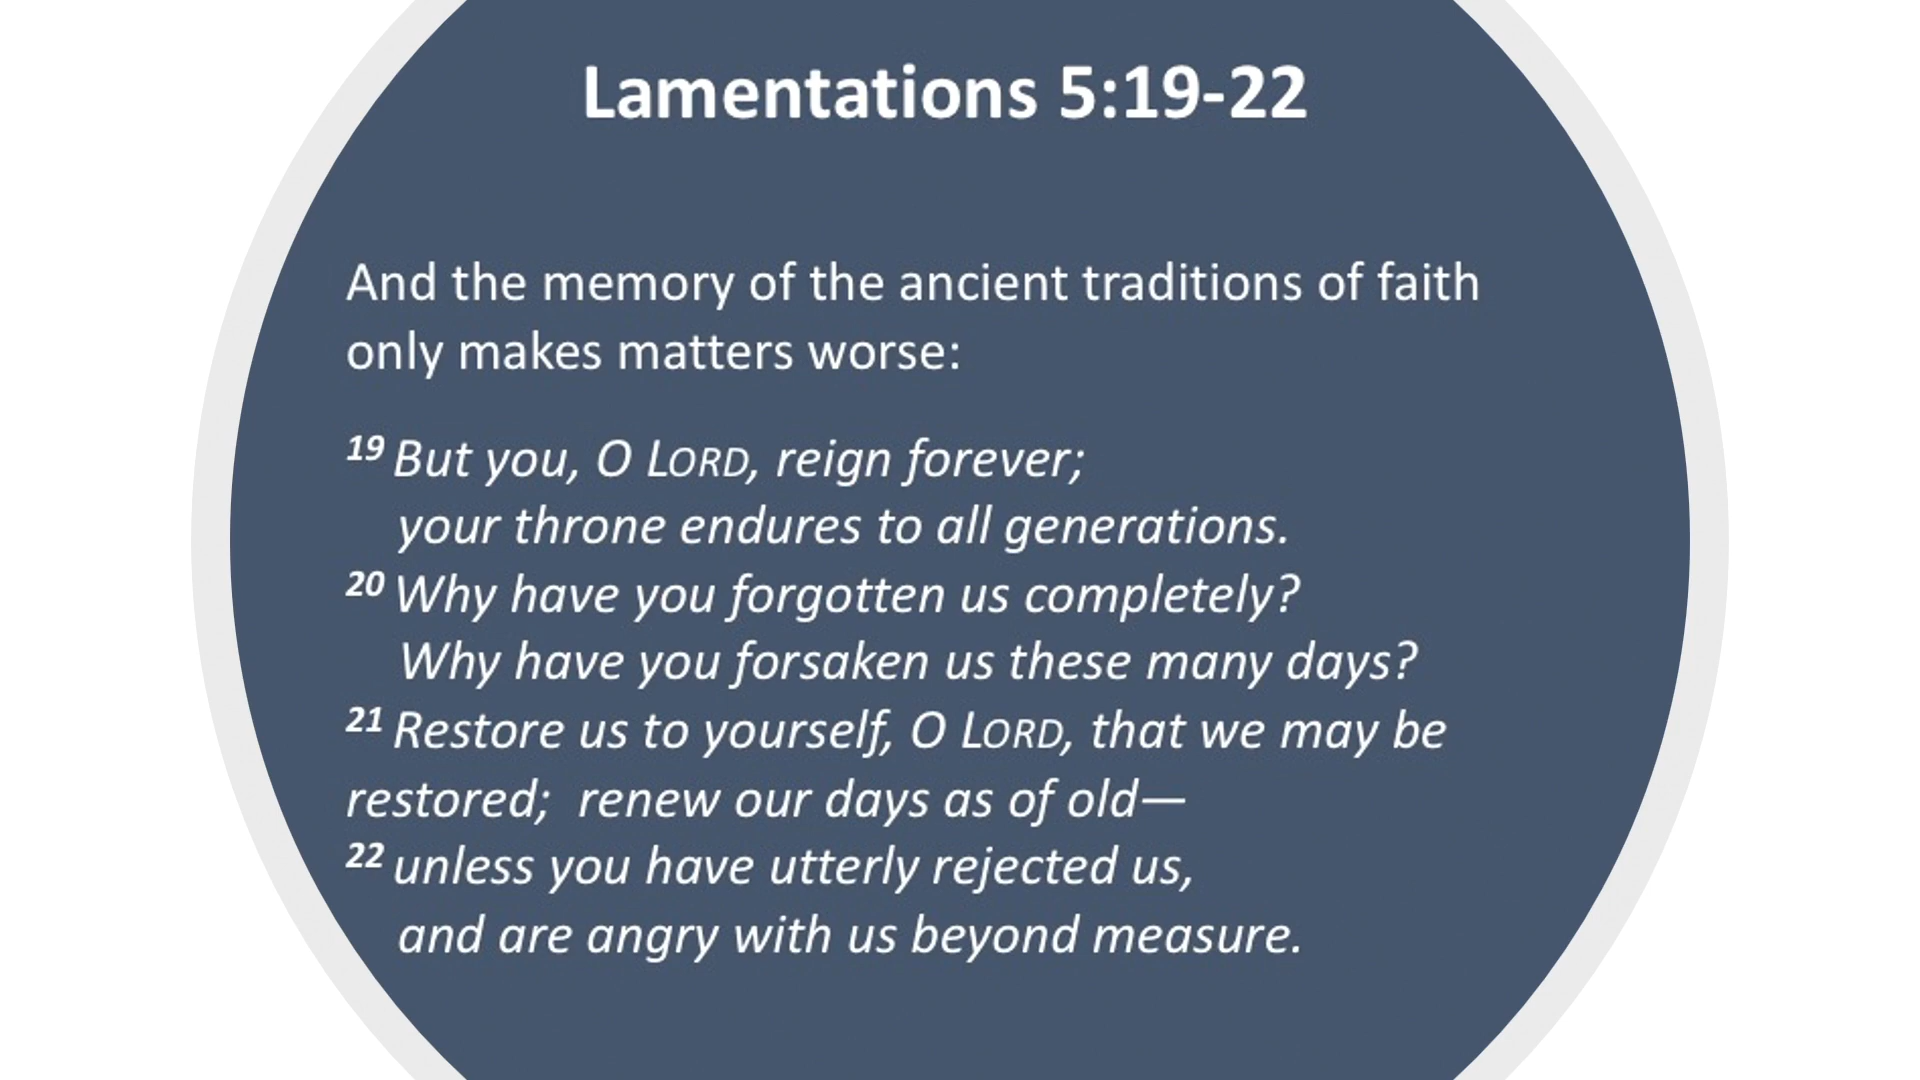 Lamentations 5:19-22
And the memory of the ancient traditions of faith
only makes matters worse:
19 But you, O LORD, reign forever;
your throne endures to all generations.
20 Why have you forgotten us completely?
Why have you forsaken us these many days?
21 Restore us to yourself, O LORD, that we may be
restored;  renew our days as of old—
22 unless you have utterly rejected us,
and are angry with us beyond measure.